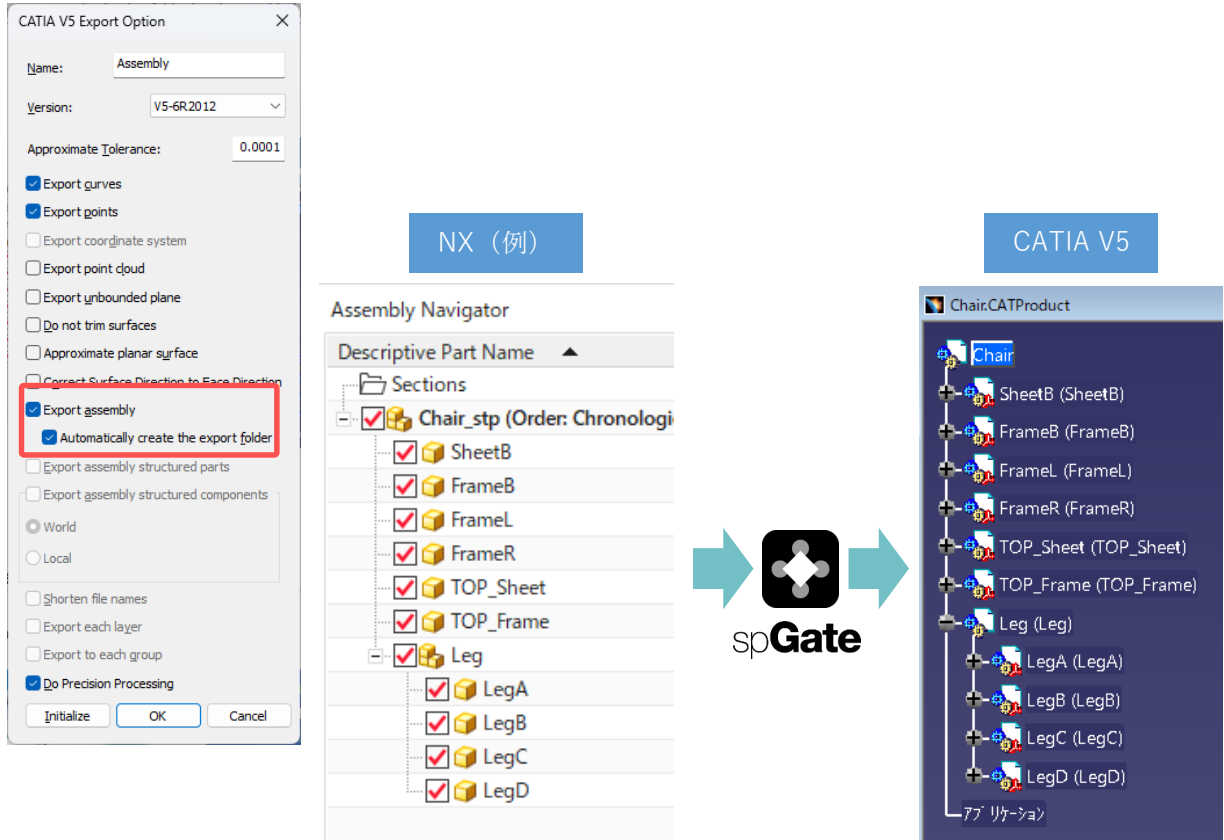 CATIA V5 Export Option
Name:
Assembly
Version:
V5-6R2012
Approximate Tolerance:
0.0001
Export curves
Export points
Export coordinate system
Export point cloud
Export unbounded plane
Do not trim surfaces
Approximate planar surface
Correct Surface Direction to Face Direction
Export assembly
Automatically create the export folder
Export assembly structured parts
Export assembly structured components
World
Local
Shorten file names
Export each layer
Export to each group
Do Precision Processing
Initialize
OK
Cancel
NX（例）
Assembly Navigator
Descriptive Part Name
Sections
Chair_stp (Order: Chronologi
SheetB
FrameB
FrameL
FrameR
TOP_Sheet
TOP_Frame
Leg
LegA
LegB
LegC
LegD
spGate
CATIA V5
Chair.CATProduct
Chair
SheetB (SheetB)
FrameB (FrameB)
FrameL (FrameL)
FrameR (FrameR)
TOP_Sheet (TOP_Sheet)
TOP_Frame (TOP_Frame)
Leg (Leg)
LegA (LegA)
LegB (LegB)
LegC (LegC)
LegD (LegD)
アプリケーション